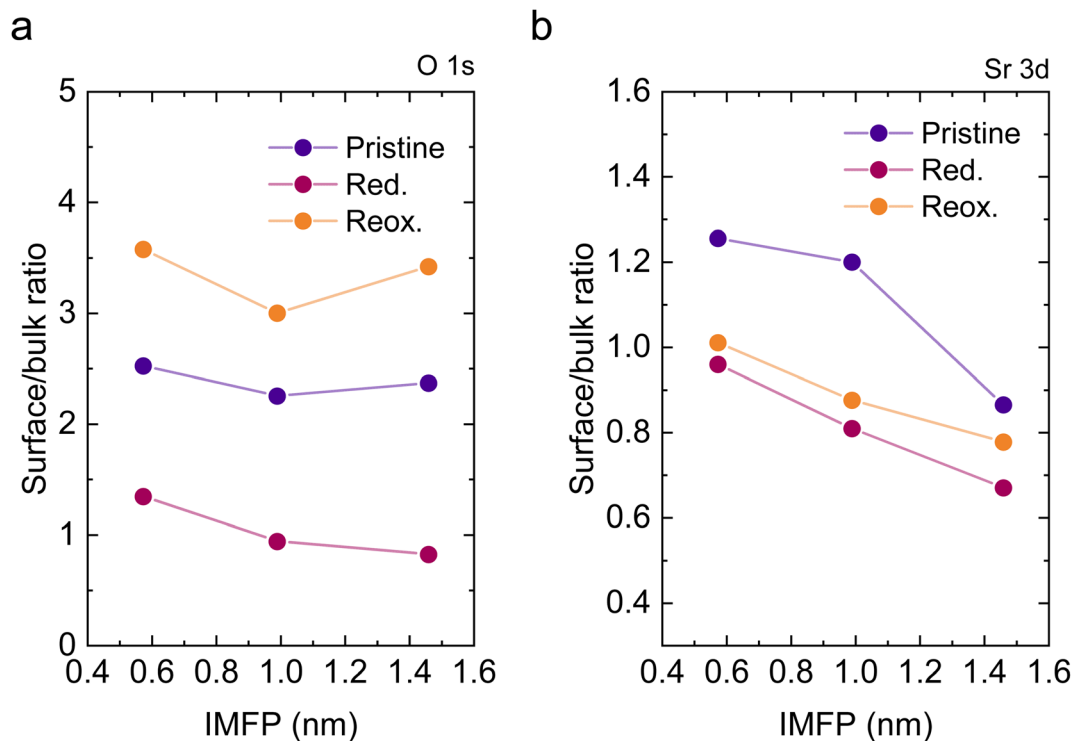 a
O 1s
5
4
3
2
1
0
Surface/bulk ratio
Pristine
Red.
Reox.
0.4 0.6 0.8 1.0 1.2 1.4 1.6
IMFP (nm)
b
Sr 3d
1.6
1.4
1.2
1.0
0.8
0.6
0.4
Surface/bulk ratio
Pristine
Red.
Reox.
0.4 0.6 0.8 1.0 1.2 1.4 1.6
IMFP (nm)